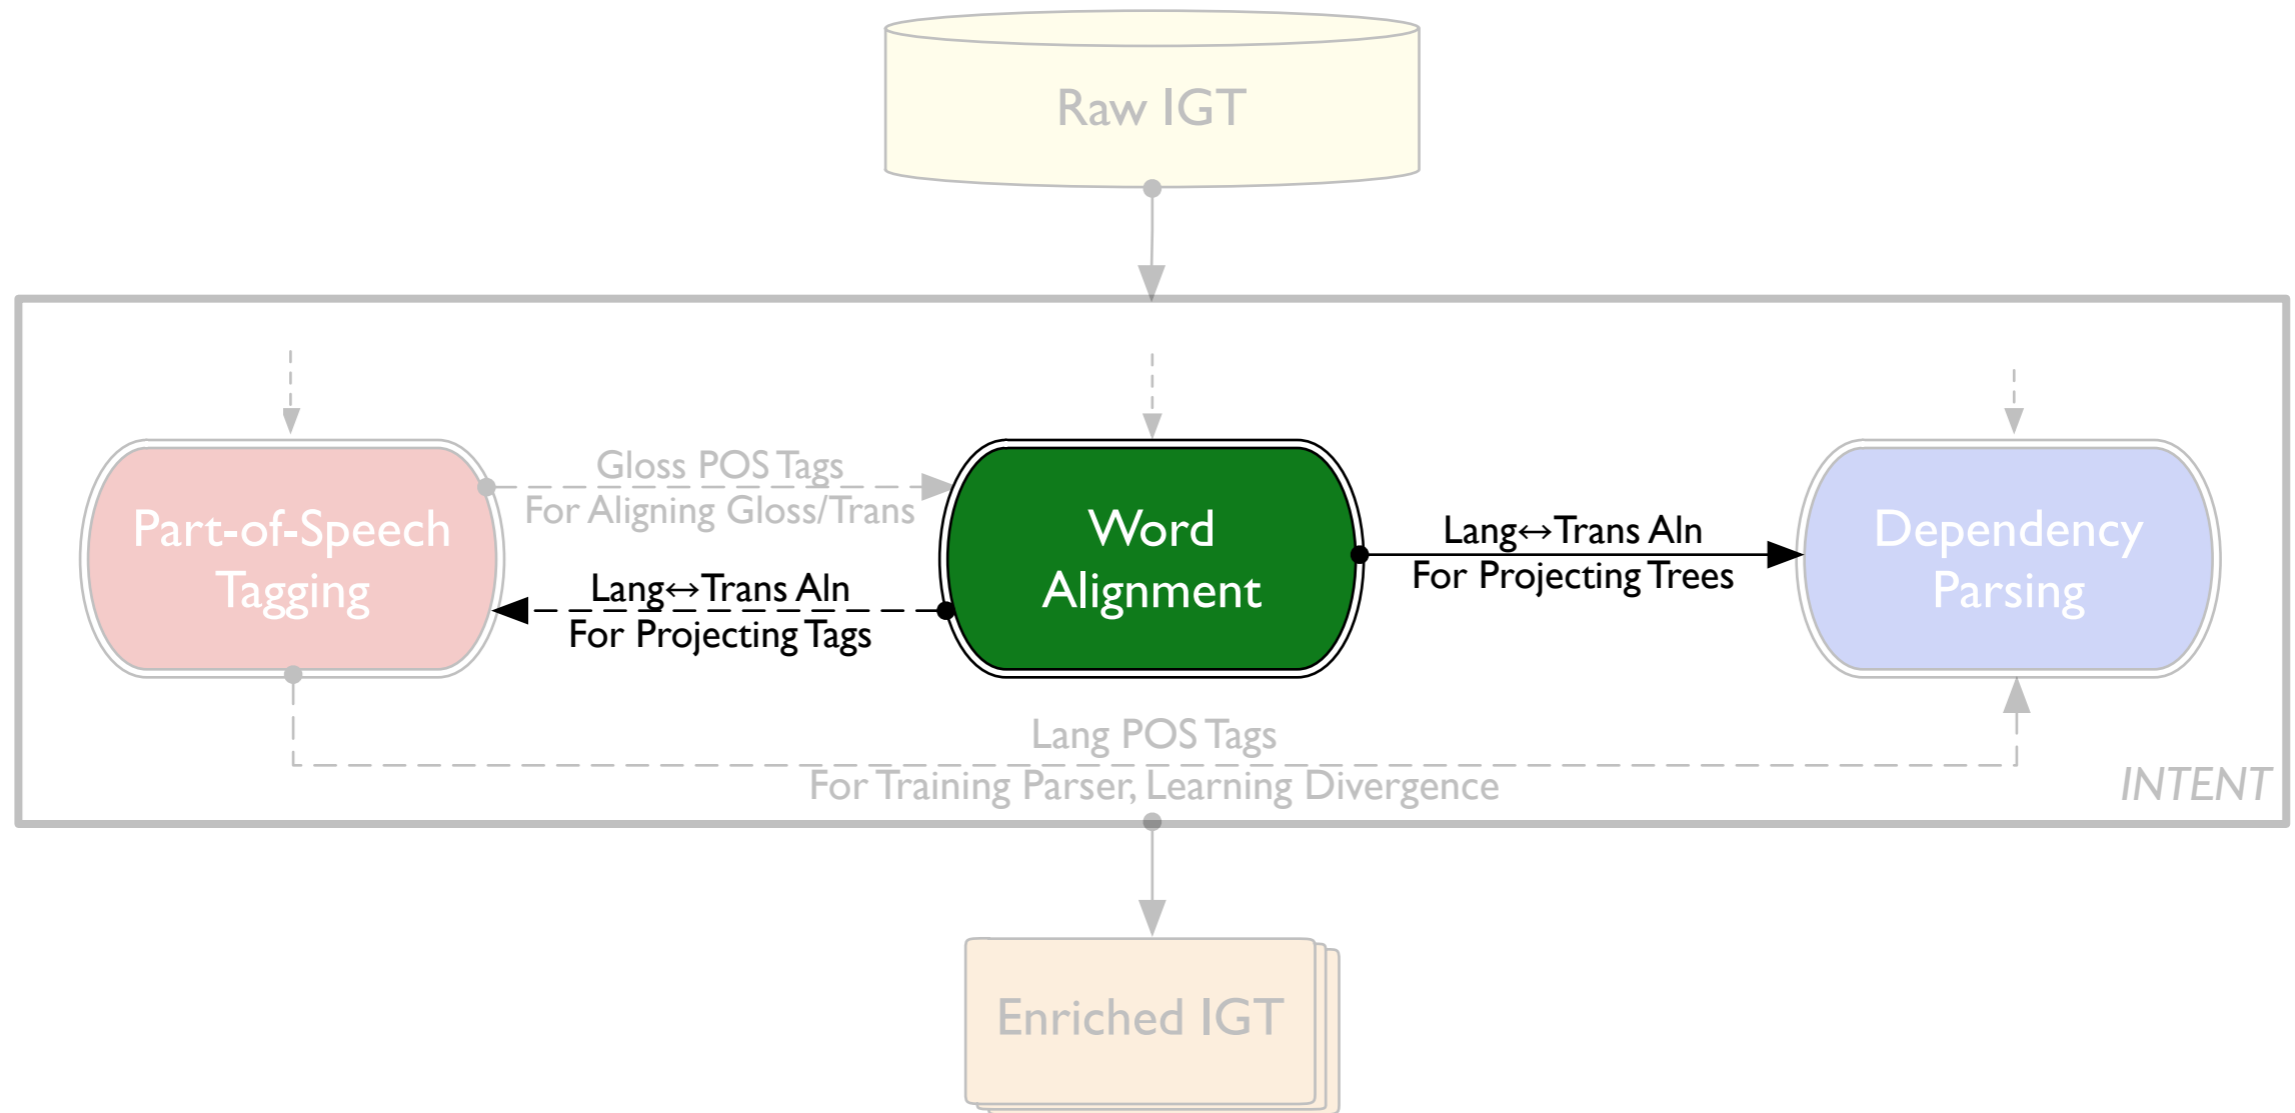 Raw IGT
Gloss POS Tags
For Aligning Gloss/Trans
Part-of-Speech
Tagging
Lang↔Trans Aln
For Projecting Tags
Word
Alignment
Lang↔Trans Aln
For Projecting Trees
Dependency
Parsing
Lang POS Tags
For Training Parser, Learning Divergence
INTENT
Enriched IGT